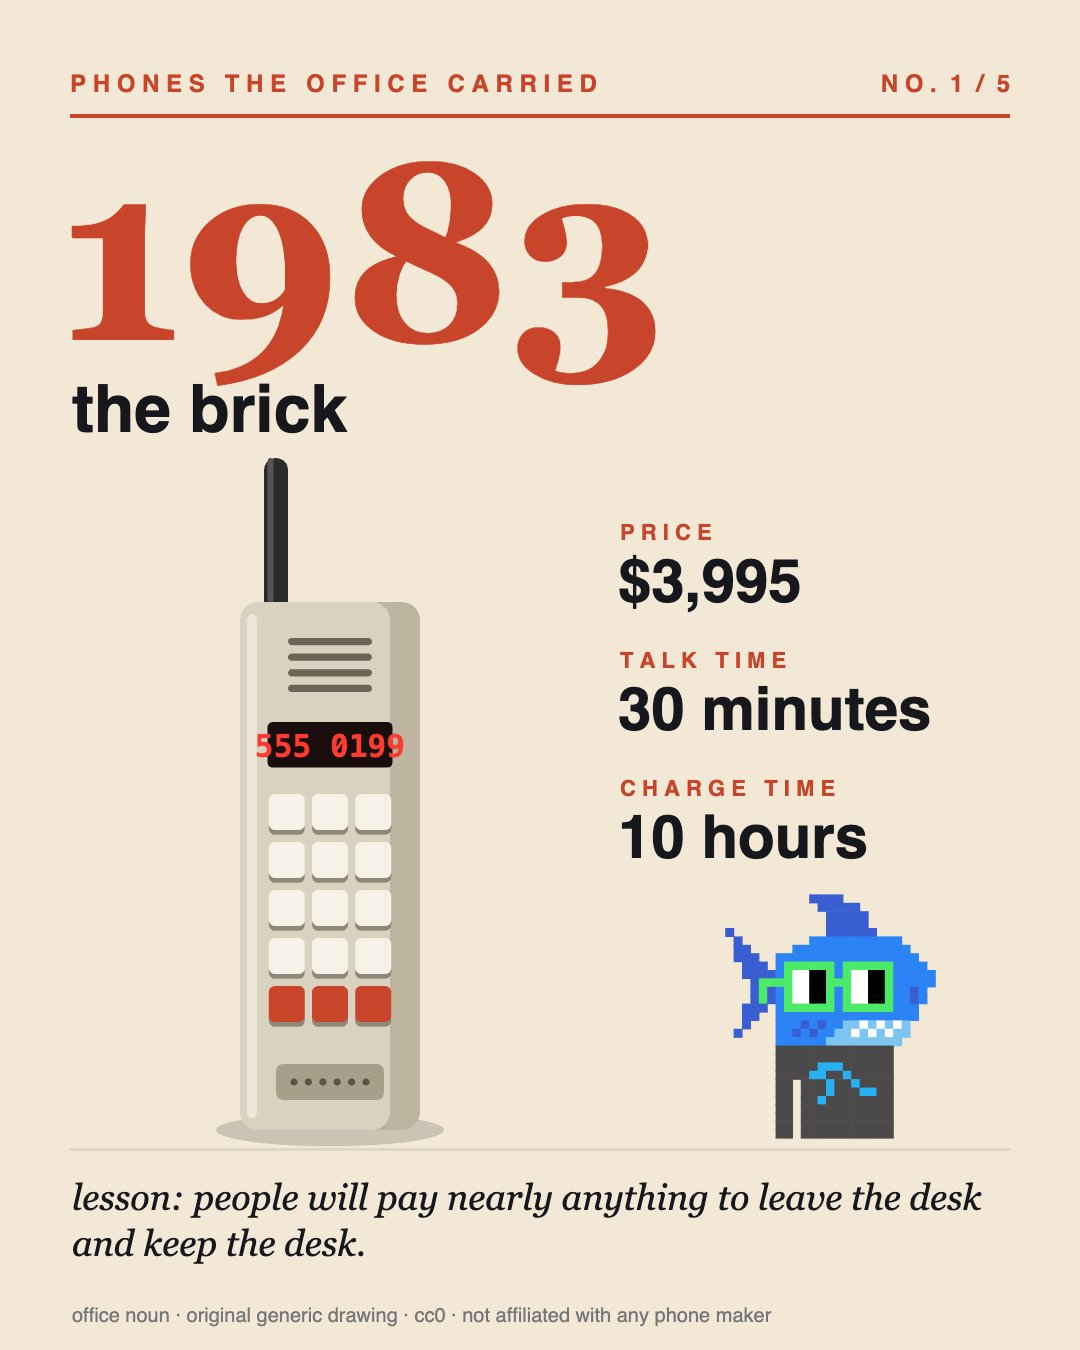 PHONES THE OFFICE CARRIED
NO. 1 / 5
1983
the brick
555 0199
PRICE
$3,995
TALK TIME
30 minutes
CHARGE TIME
10 hours
lesson: people will pay nearly anything to leave the desk
and keep the desk.
office noun · original generic drawing · cc0 · not affiliated with any phone maker